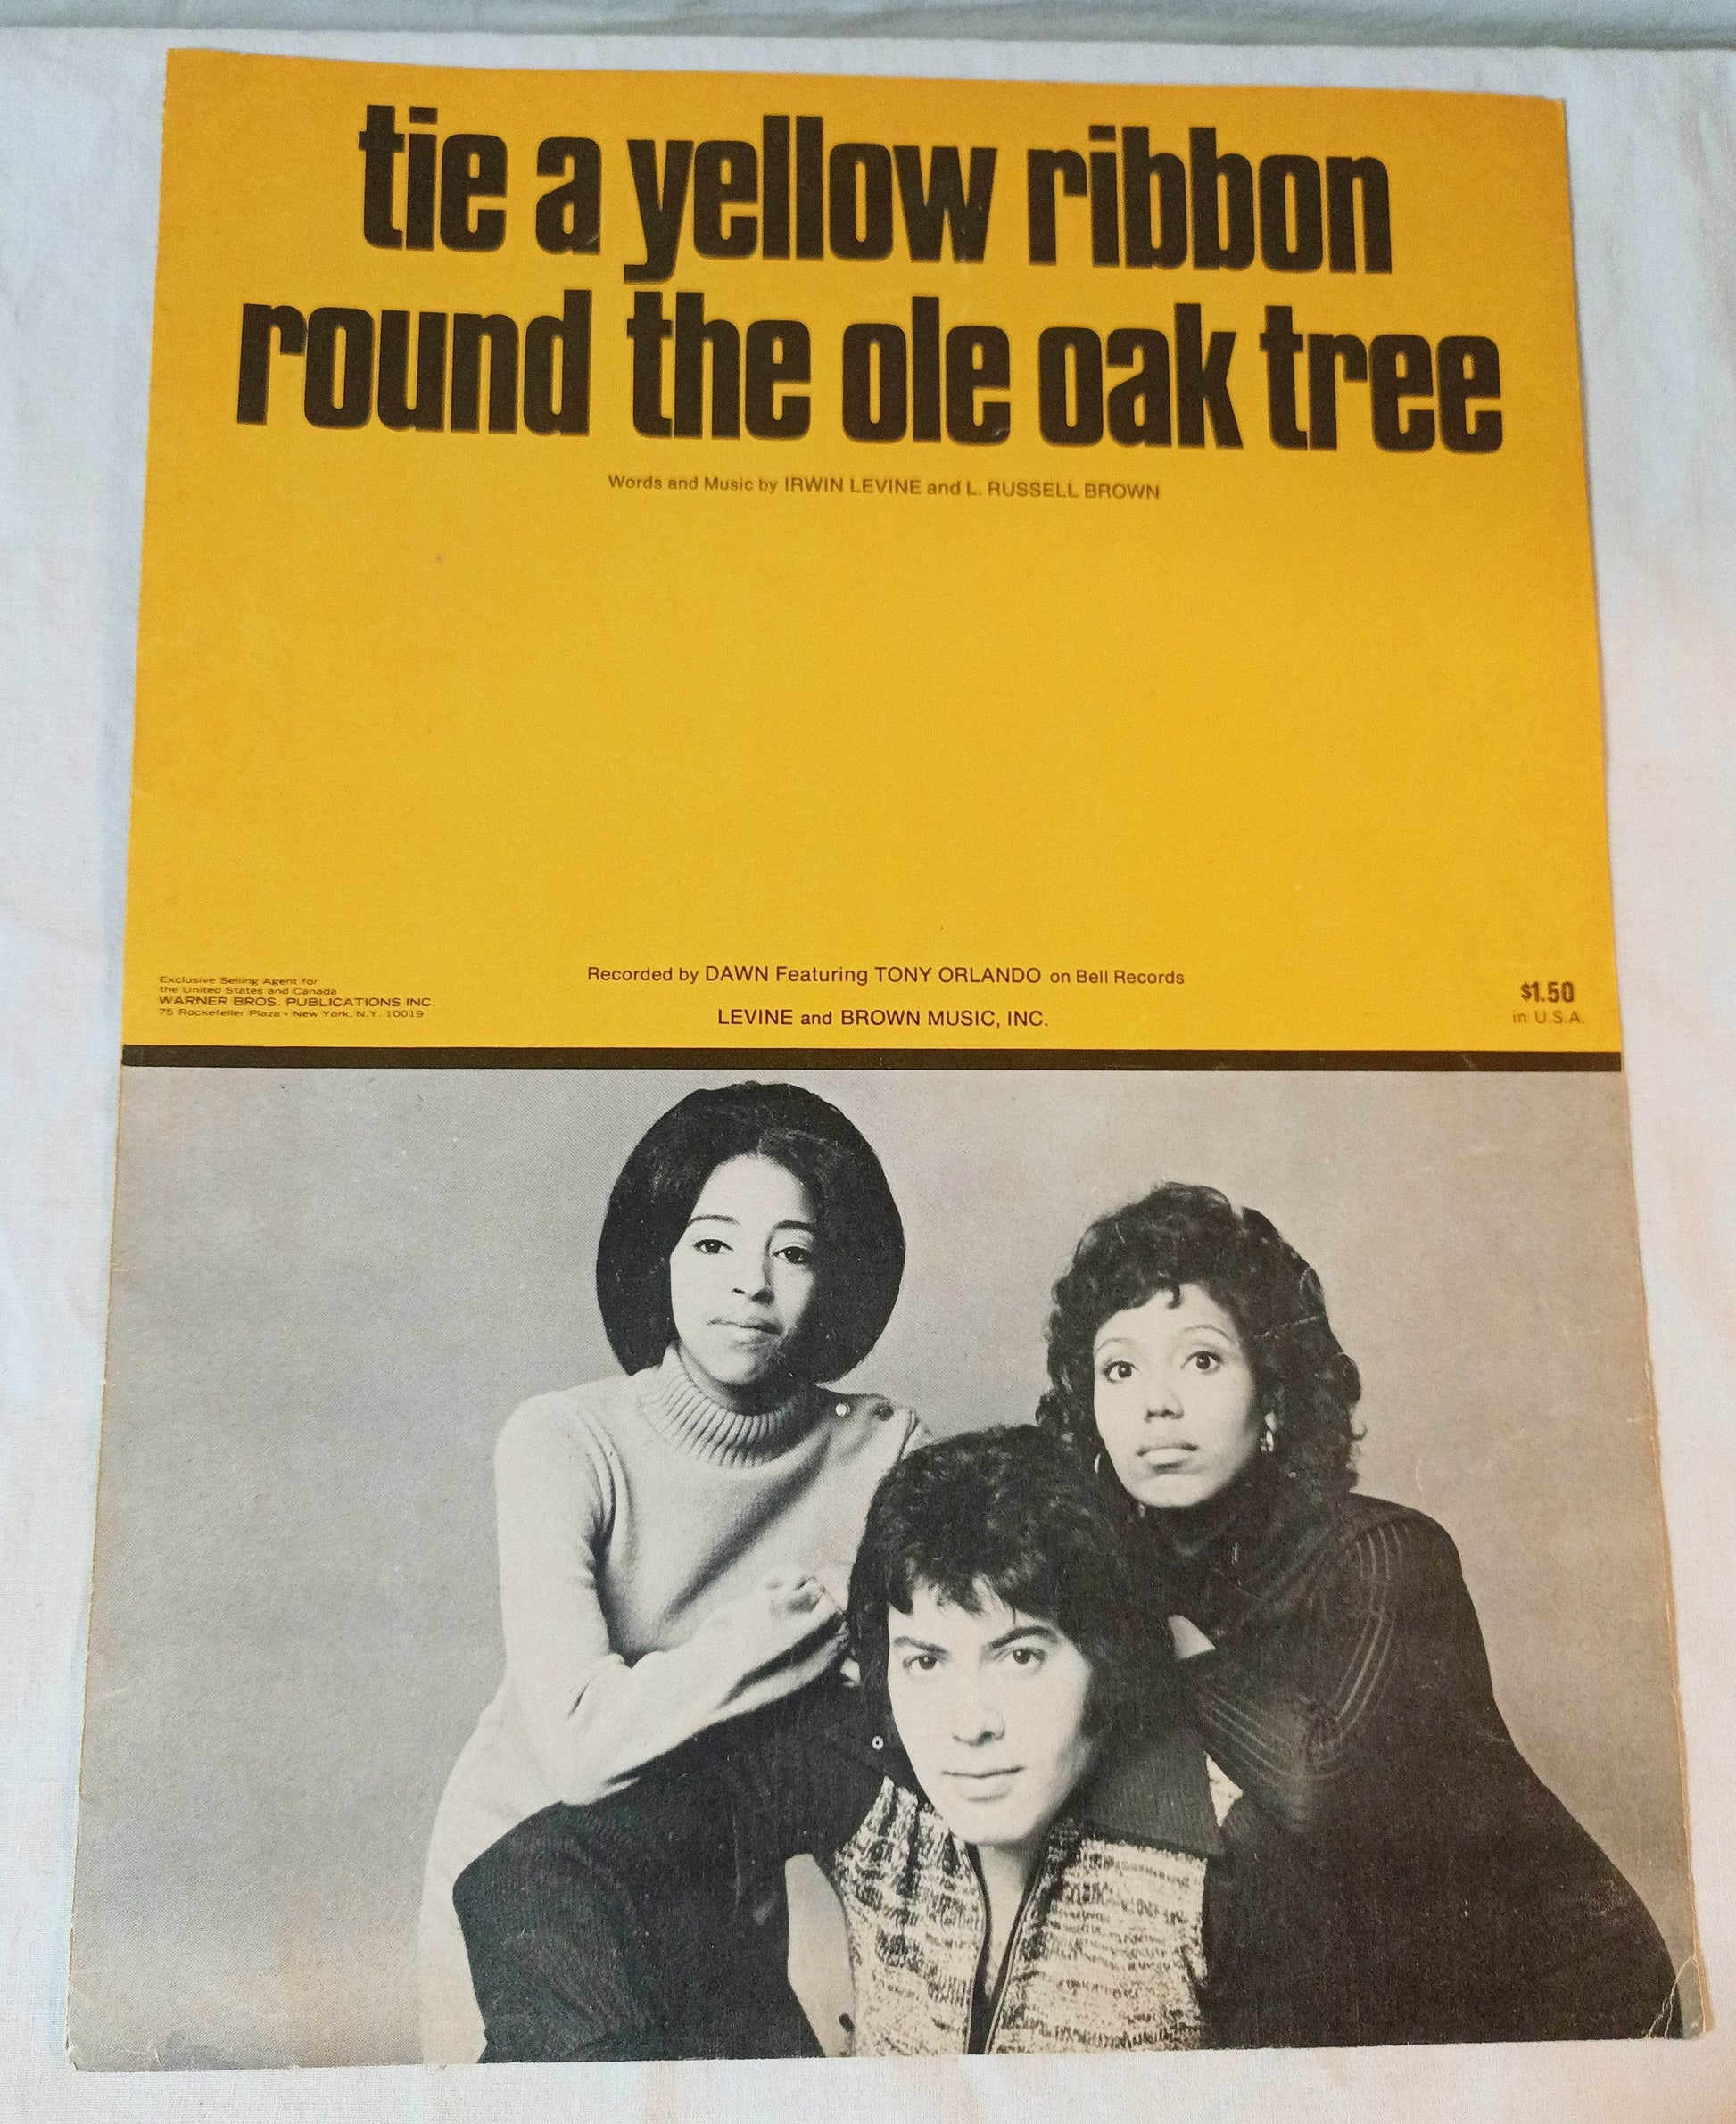 tie a yellow ribbon
round the ole oak tree
Words and Music by IRWIN LEVINE and L. RUSSELL BROWN
Recorded by DAWN Featuring TONY ORLANDO on Bell Records
LEVINE and BROWN MUSIC, INC.
Exclusive Selling Agent for
the United States and Canada
WARNER BROS. PUBLICATIONS INC.
75 Rockefeller Plaza • New York, N.Y. 10019
$1.50
in U.S.A.